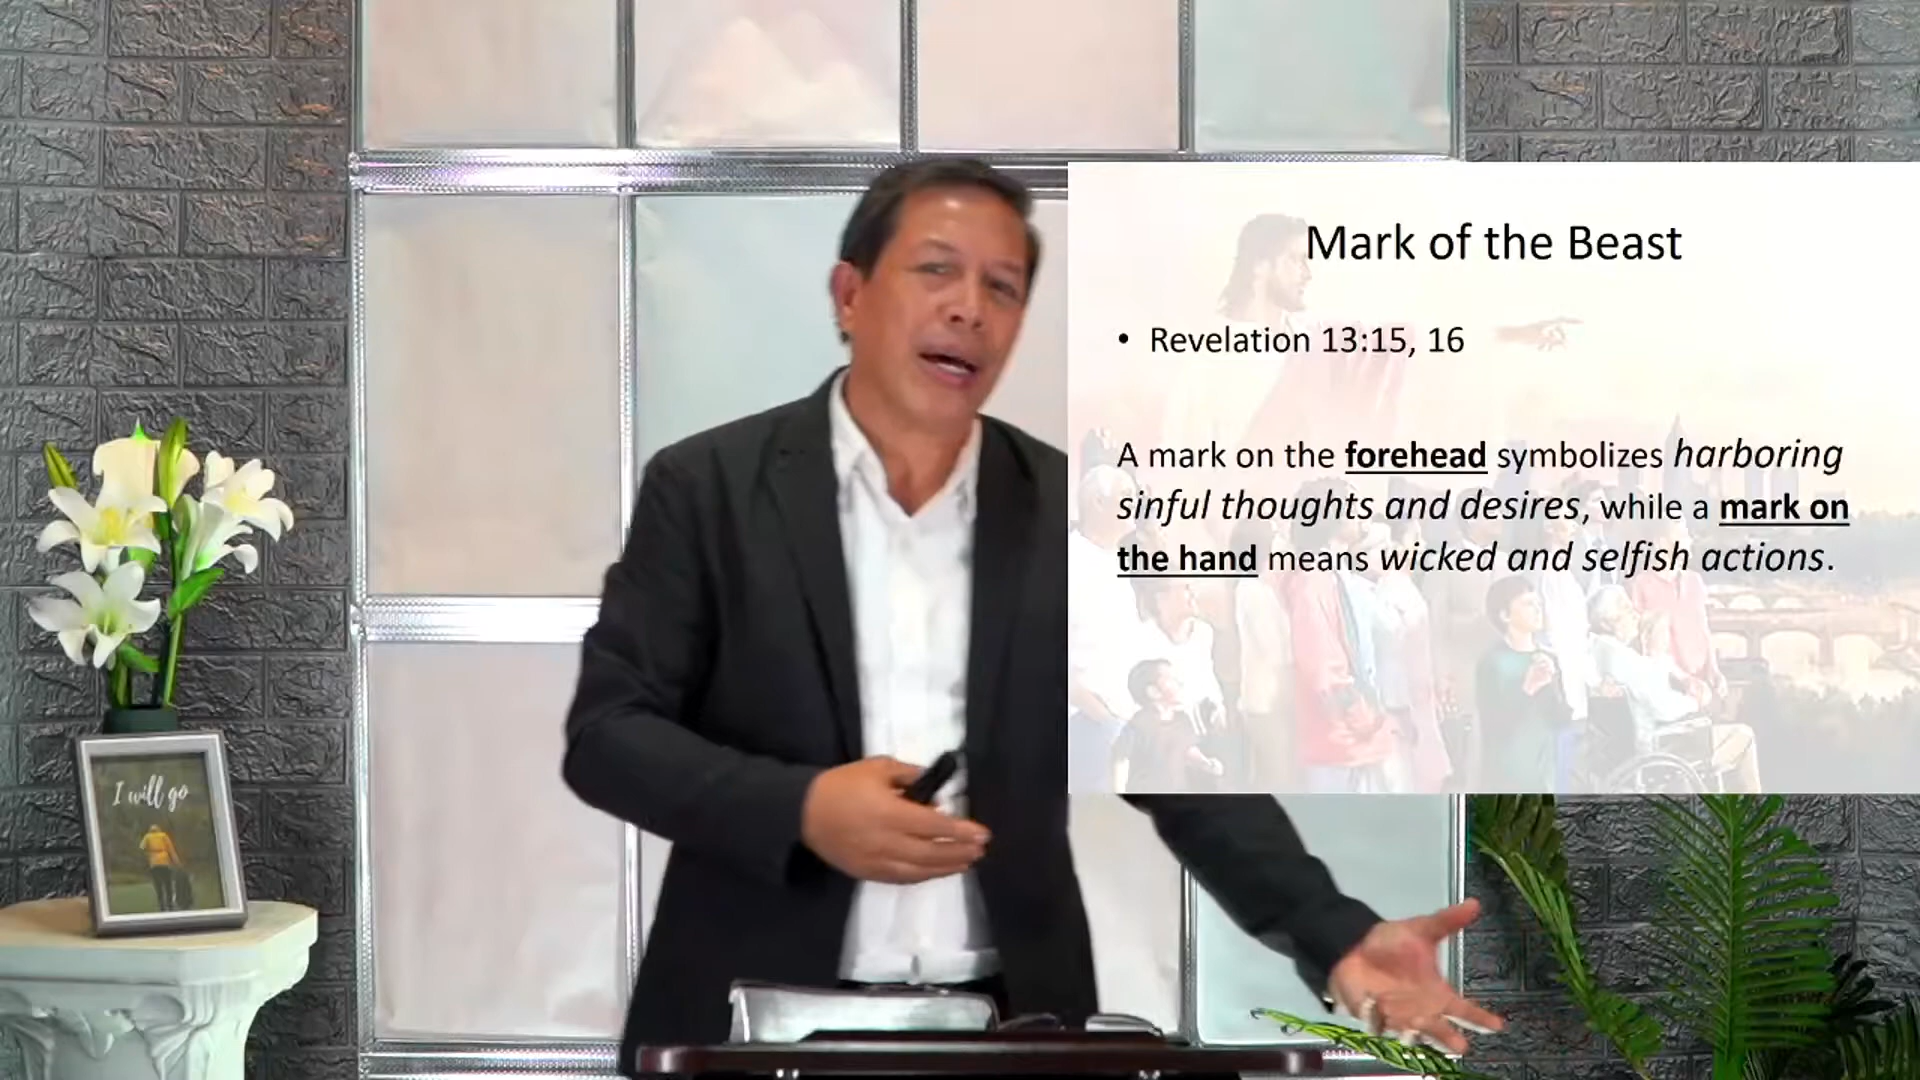 Mark of the Beast
• Revelation 13:15, 16
A mark on the forehead symbolizes harboring
sinful thoughts and desires, while a mark on
the hand means wicked and selfish actions.
I will go